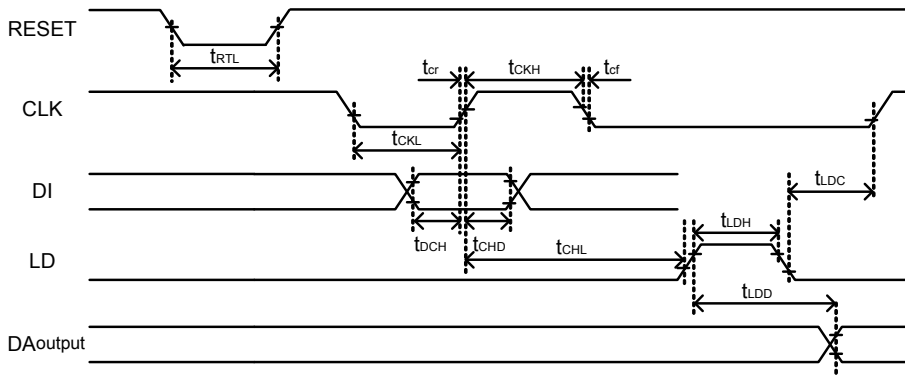 RESET
tRTL
tcr
tCKH
tcf
CLK
tCKL
DI
tLDC
tDCH
tCHD
tCHL
tLDH
LD
tLDD
DAoutput